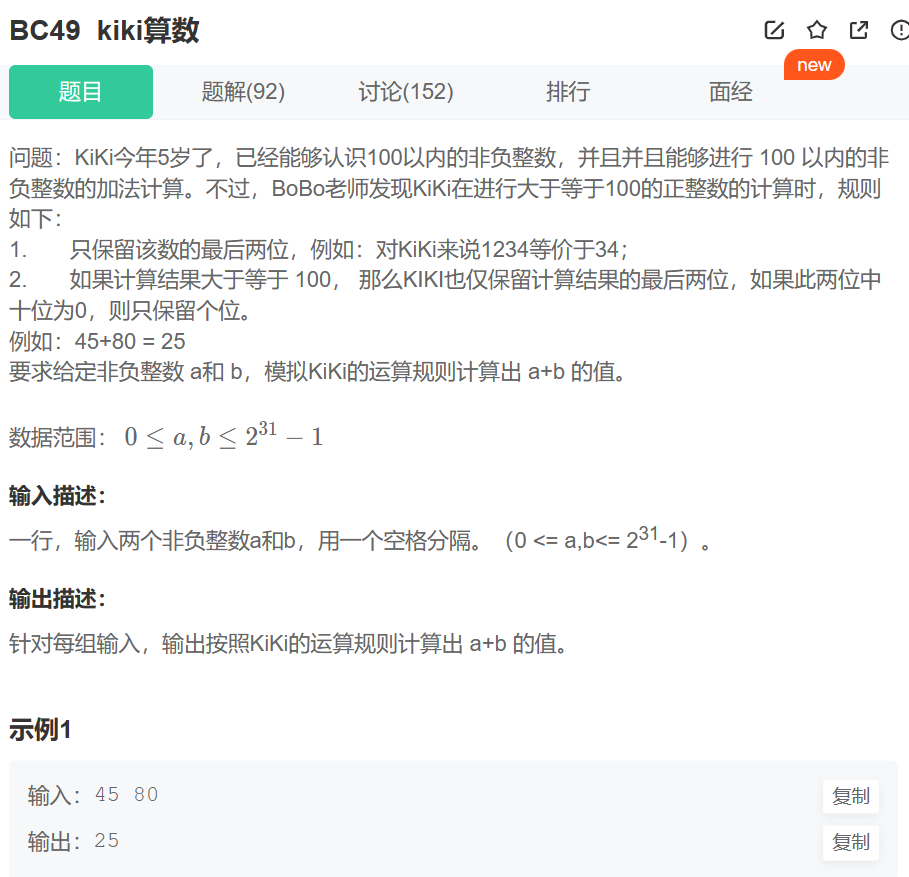 BC49 kiki算数
new
题目 题解(92) 讨论(152) 排行 面经
问题：KiKi今年5岁了，已经能够认识100以内的非负整数，并且并且能够进行 100 以内的非
负整数的加法计算。不过，BoBo老师发现KiKi在进行大于等于100的正整数的计算时，规则
如下：
1. 只保留该数的最后两位，例如：对KiKi来说1234等价于34；
2. 如果计算结果大于等于 100， 那么KIKI也仅保留计算结果的最后两位，如果此两位中
十位为0，则只保留个位。
例如：45+80 = 25
要求给定非负整数 a和 b，模拟KiKi的运算规则计算出 a+b 的值。
数据范围： 0 ≤ a, b ≤ 2^31 − 1
输入描述：
一行，输入两个非负整数a和b，用一个空格分隔。（0 <= a,b<= 2^31-1）。
输出描述：
针对每组输入，输出按照KiKi的运算规则计算出 a+b 的值。
示例1
输入：45 80 复制
输出：25 复制